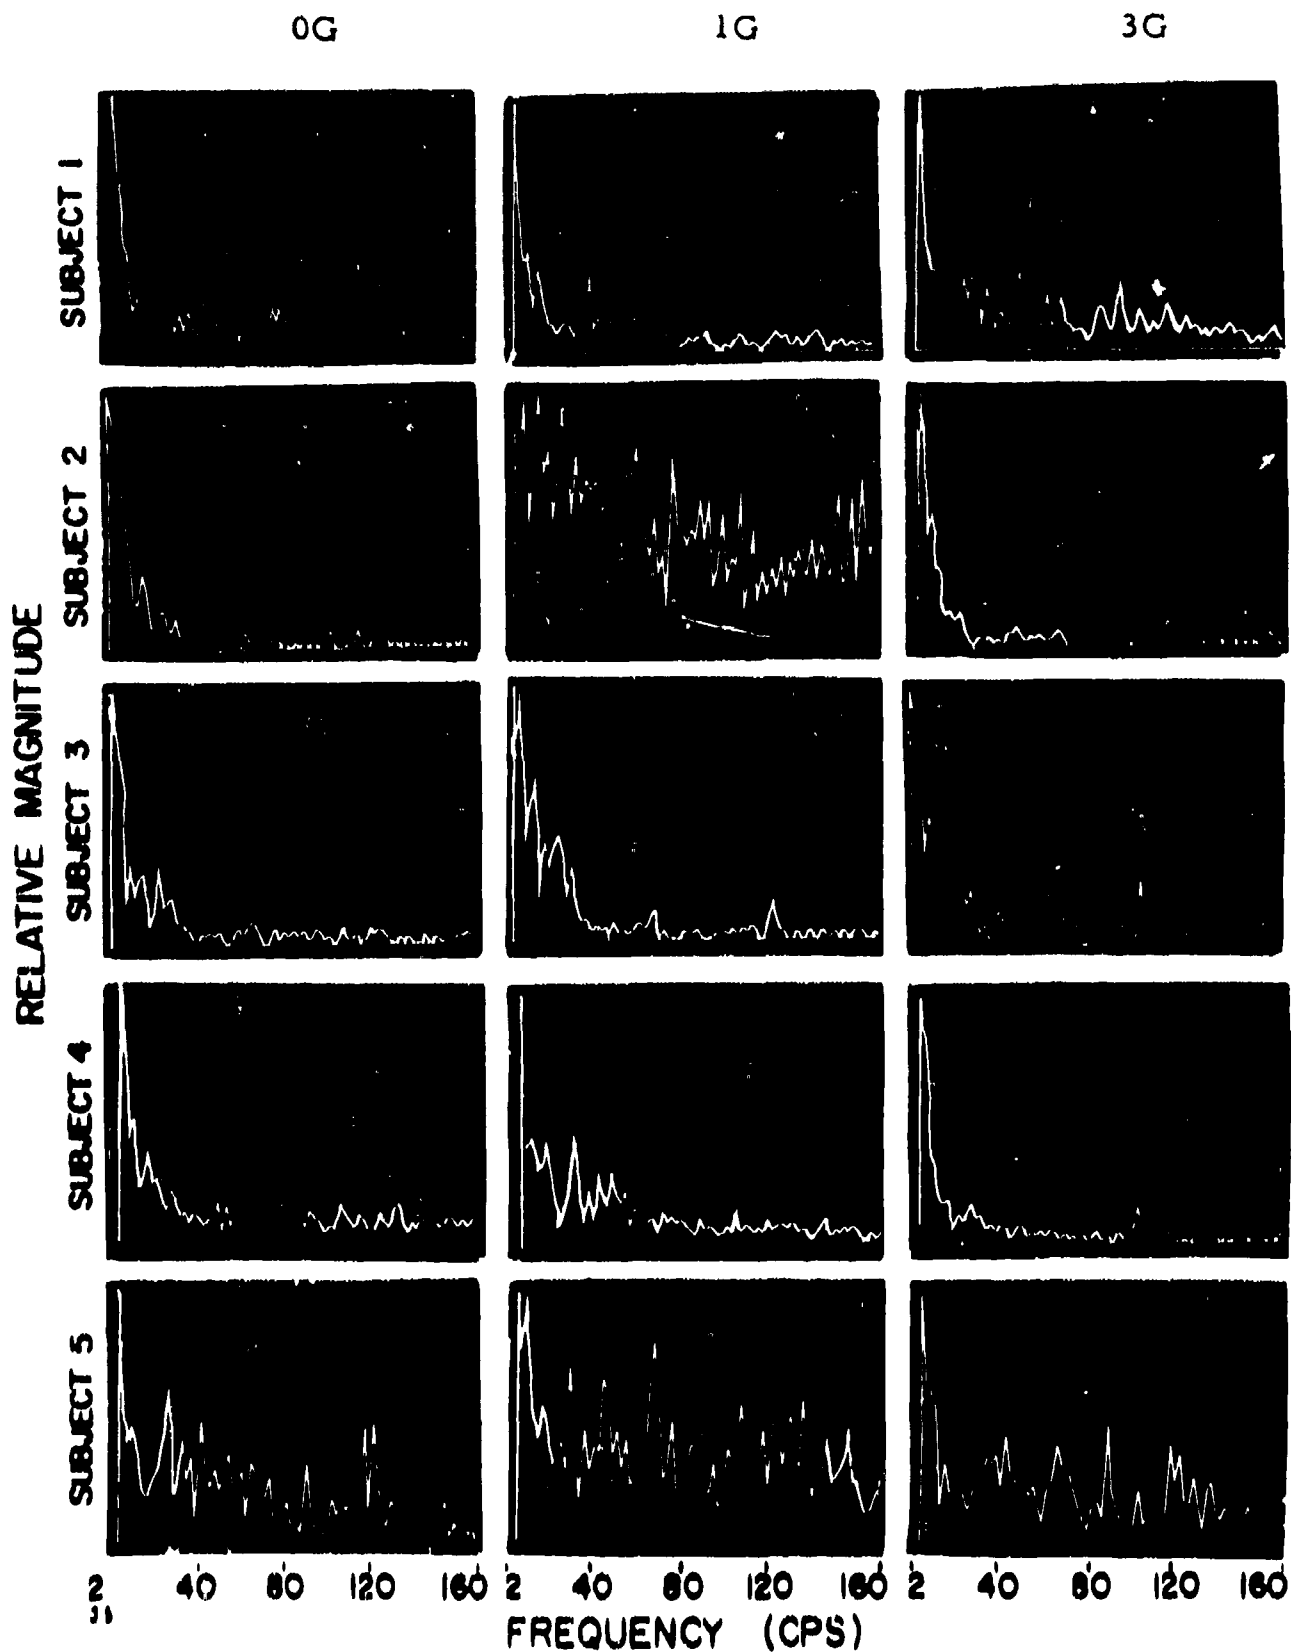 0G 1G 3G
RELATIVE MAGNITUDE
SUBJECT 1
SUBJECT 2
SUBJECT 3
SUBJECT 4
SUBJECT 5
2 40 80 120 160 2 40 80 120 160 2 40 80 120 160
FREQUENCY (CPS)